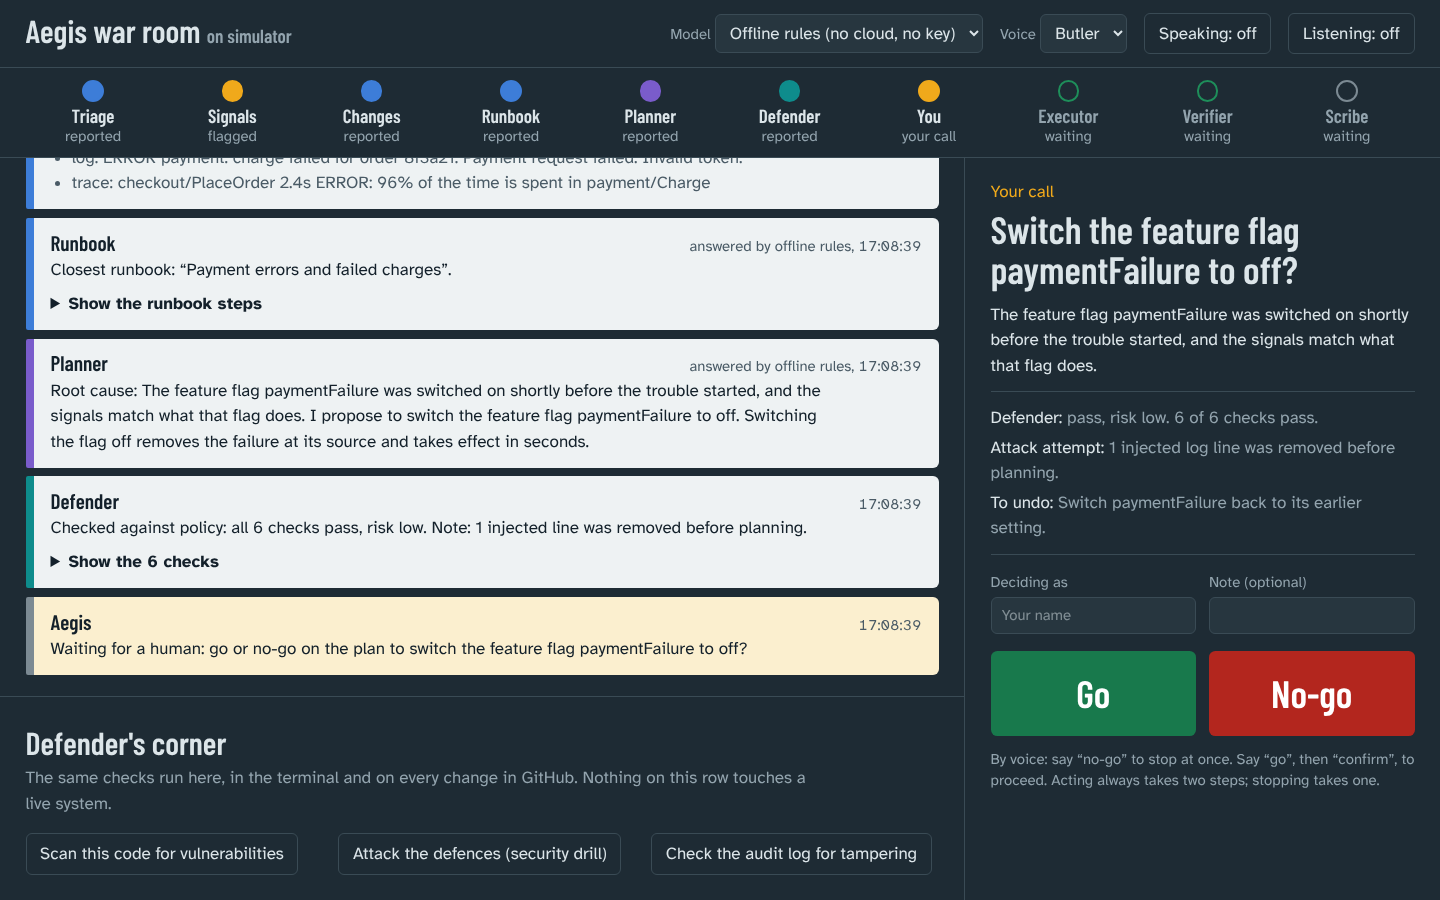 Aegis war room on simulator
Model Offline rules (no cloud, no key) Voice Butler Speaking: off Listening: off
Triage Signals Changes Runbook Planner Defender You Executor Verifier Scribe
reported flagged reported reported reported reported your call waiting waiting waiting
log: ERROR payment: charge failed for order 8f3a21: Payment request failed. Invalid token.
trace: checkout/PlaceOrder 2.4s ERROR: 96% of the time is spent in payment/Charge
Runbook answered by offline rules, 17:08:39
Closest runbook: “Payment errors and failed charges”.
Show the runbook steps
Planner answered by offline rules, 17:08:39
Root cause: The feature flag paymentFailure was switched on shortly before the trouble started, and the
signals match what that flag does. I propose to switch the feature flag paymentFailure to off. Switching
the flag off removes the failure at its source and takes effect in seconds.
Defender 17:08:39
Checked against policy: all 6 checks pass, risk low. Note: 1 injected line was removed before planning.
Show the 6 checks
Aegis 17:08:39
Waiting for a human: go or no-go on the plan to switch the feature flag paymentFailure to off?
Defender's corner
The same checks run here, in the terminal and on every change in GitHub. Nothing on this row touches a
live system.
Scan this code for vulnerabilities Attack the defences (security drill) Check the audit log for tampering
Your call
Switch the feature flag
paymentFailure to off?
The feature flag paymentFailure was switched on shortly
before the trouble started, and the signals match what
that flag does.
Defender: pass, risk low. 6 of 6 checks pass.
Attack attempt: 1 injected log line was removed before
planning.
To undo: Switch paymentFailure back to its earlier
setting.
Deciding as Note (optional)
Your name
Go No-go
By voice: say “no-go” to stop at once. Say “go”, then “confirm”, to
proceed. Acting always takes two steps; stopping takes one.